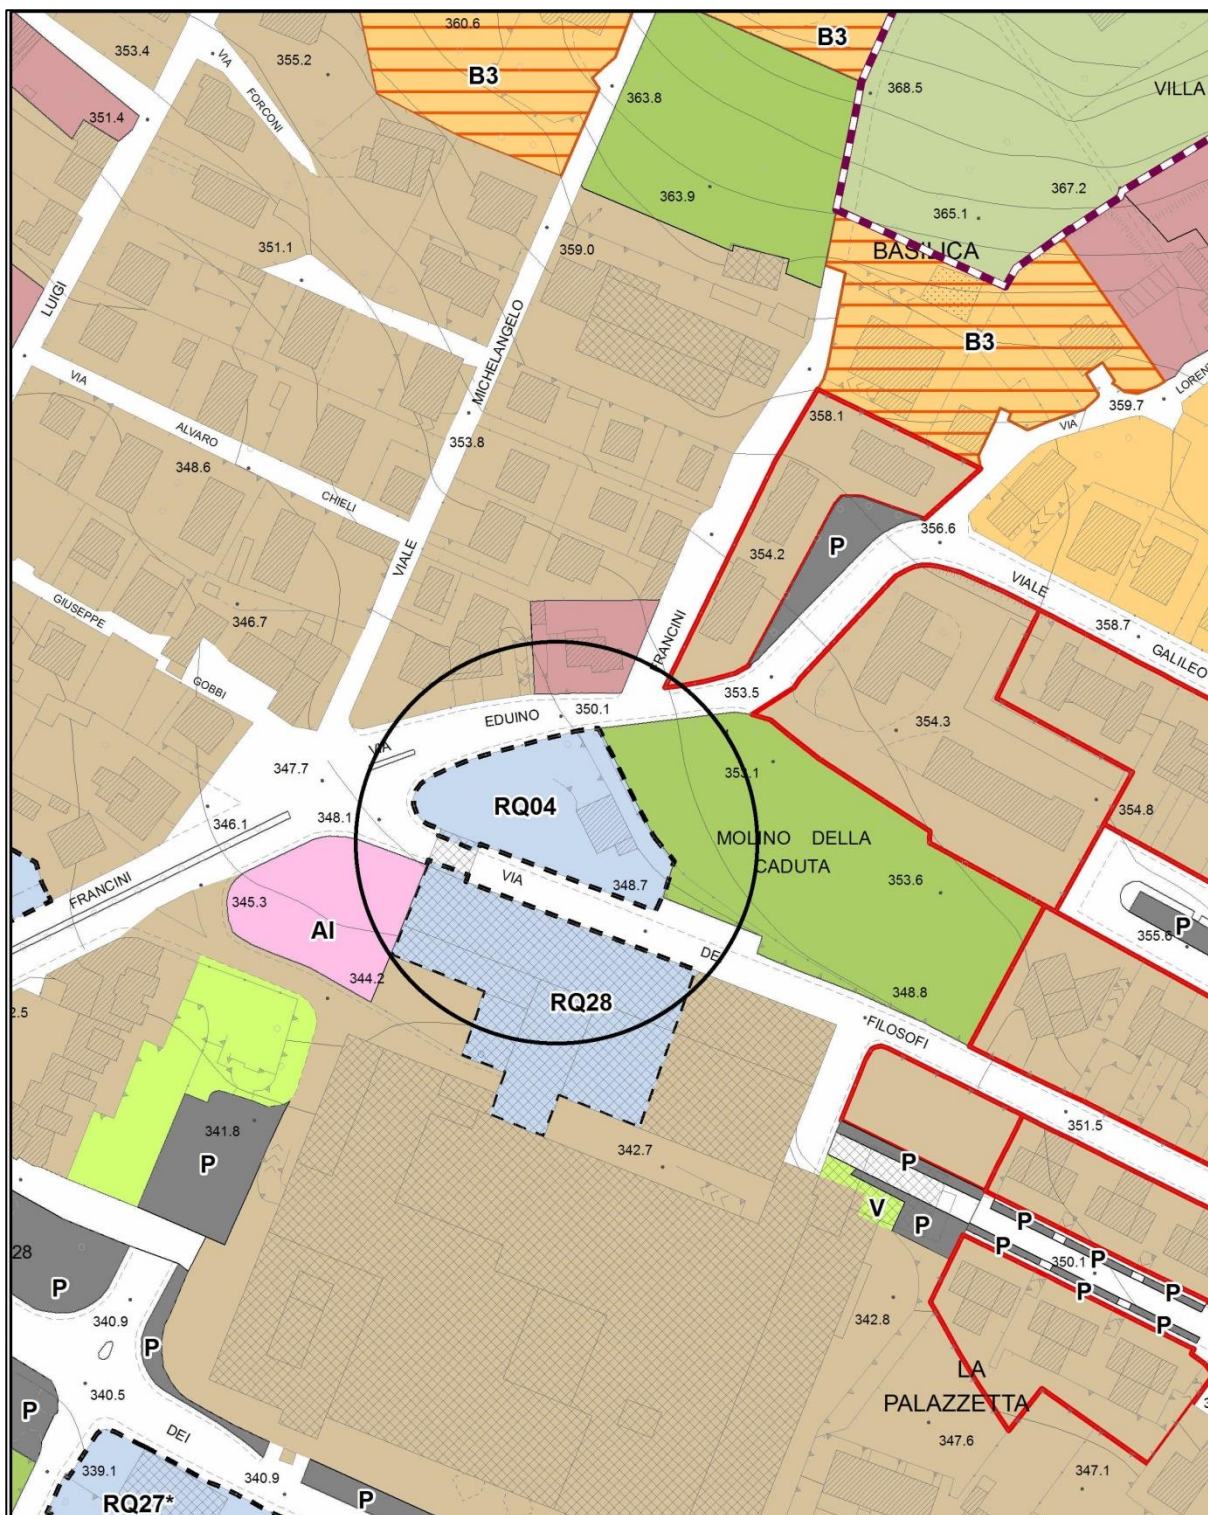 360.6
353.4
VIA
355.2
B3
B3
363.8
368.5
VILLA
FORCONI
351.4
363.9
367.2
365.1
351.1
359.0
BASILICA
LUIGI
MICHELANGELO
B3
VIA
358.1
359.7
LOREN
VIA
ALVARO
353.8
348.6
CHIELI
356.6
P
354.2
VIALE
VIALE
GIUSEPPE
346.7
358.7
FRANCINI
GALILEO
GOBBI
353.5
EDUINO
350.1
354.3
VIA
347.7
353.1
RQ04
354.8
346.1
348.1
MOLINO DELLA
CADUTA
VIA
348.7
353.6
FRANCINI
345.3
AI
P
355.6
DEI
344.2
348.8
RQ28
2.5
FILOSOFI
351.5
341.8
342.7
P
P
V
P
P
P
28
P
350.1
P
P
P
P
342.8
340.9
P
LA
340.5
PALAZZETTA
P
DEI
347.6
339.1
340.9
347.1
P
RQ27*